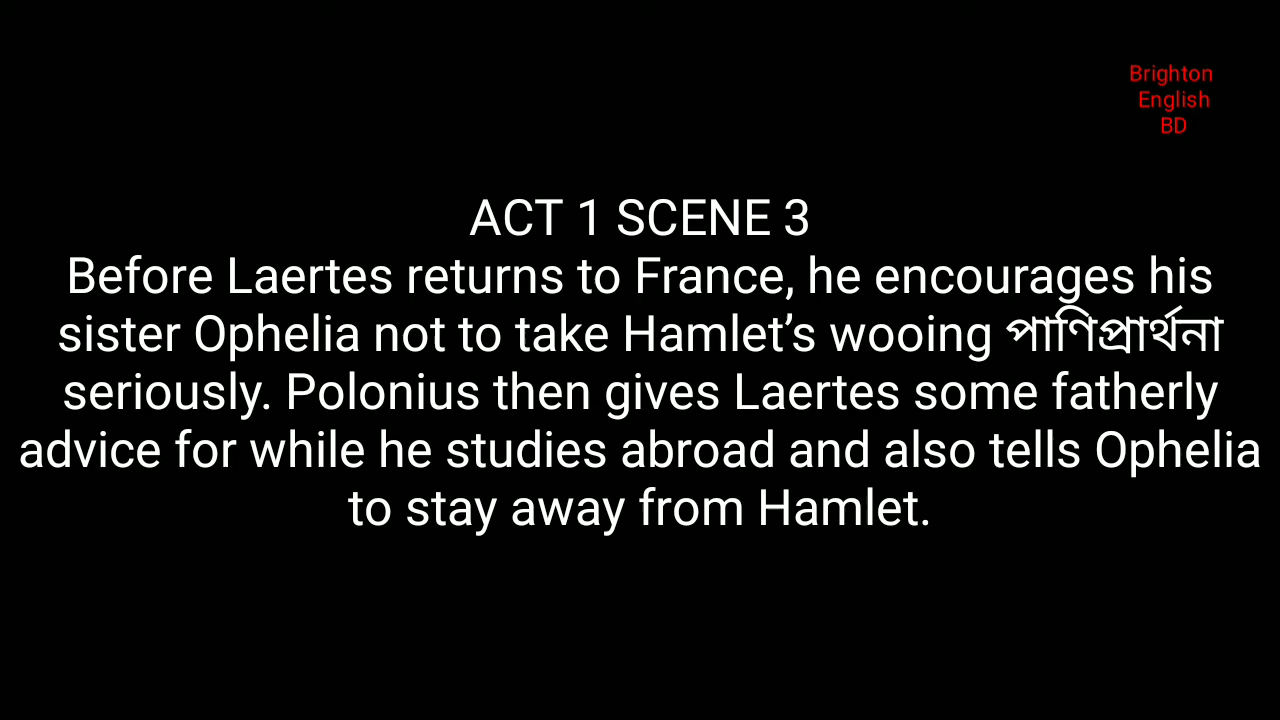 Brighton
English
BD
ACT 1 SCENE 3
Before Laertes returns to France, he encourages his
sister Ophelia not to take Hamlet’s wooing পাণিপ্রার্থনা
seriously. Polonius then gives Laertes some fatherly
advice for while he studies abroad and also tells Ophelia
to stay away from Hamlet.